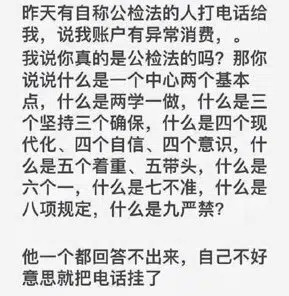 昨天有自称公检法的人打电话给
我，说我账户有异常消费，。
我说你真的是公检法的吗？那你
说说什么是一个中心两个基本
点，什么是两学一做，什么是三
个坚持三个确保，什么是四个现
代化、四个自信、四个意识，什
么是五个着重、五带头，什么是
六个一，什么是七不准，什么是
八项规定，什么是九严禁？
他一个都回答不出来，自己不好
意思就把电话挂了